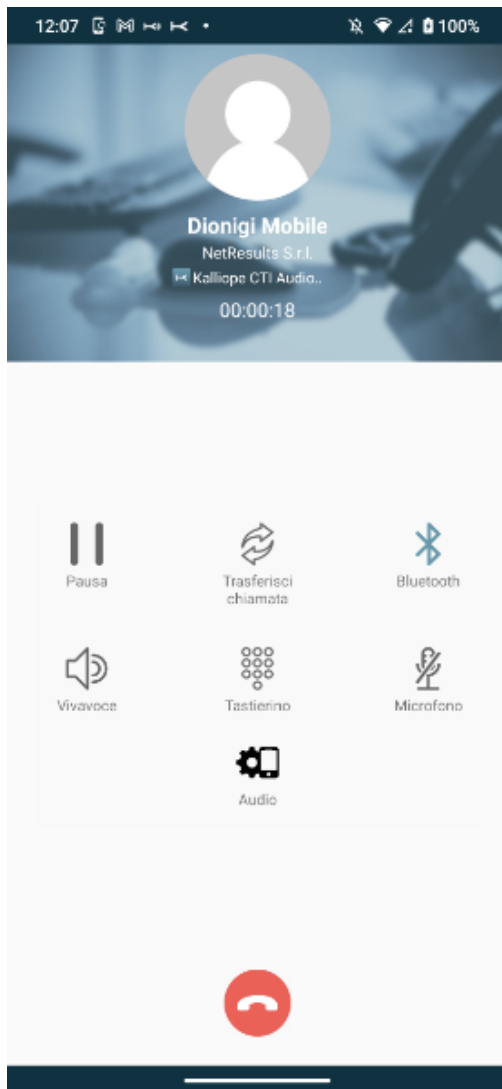 12:07
100%
Dionigi Mobile
NetResults S.r.l.
Kalliope CTI Audio..
00:00:18
Pausa
Trasferisci
chiamata
Bluetooth
Vivavoce
Tastierino
Microfono
Audio